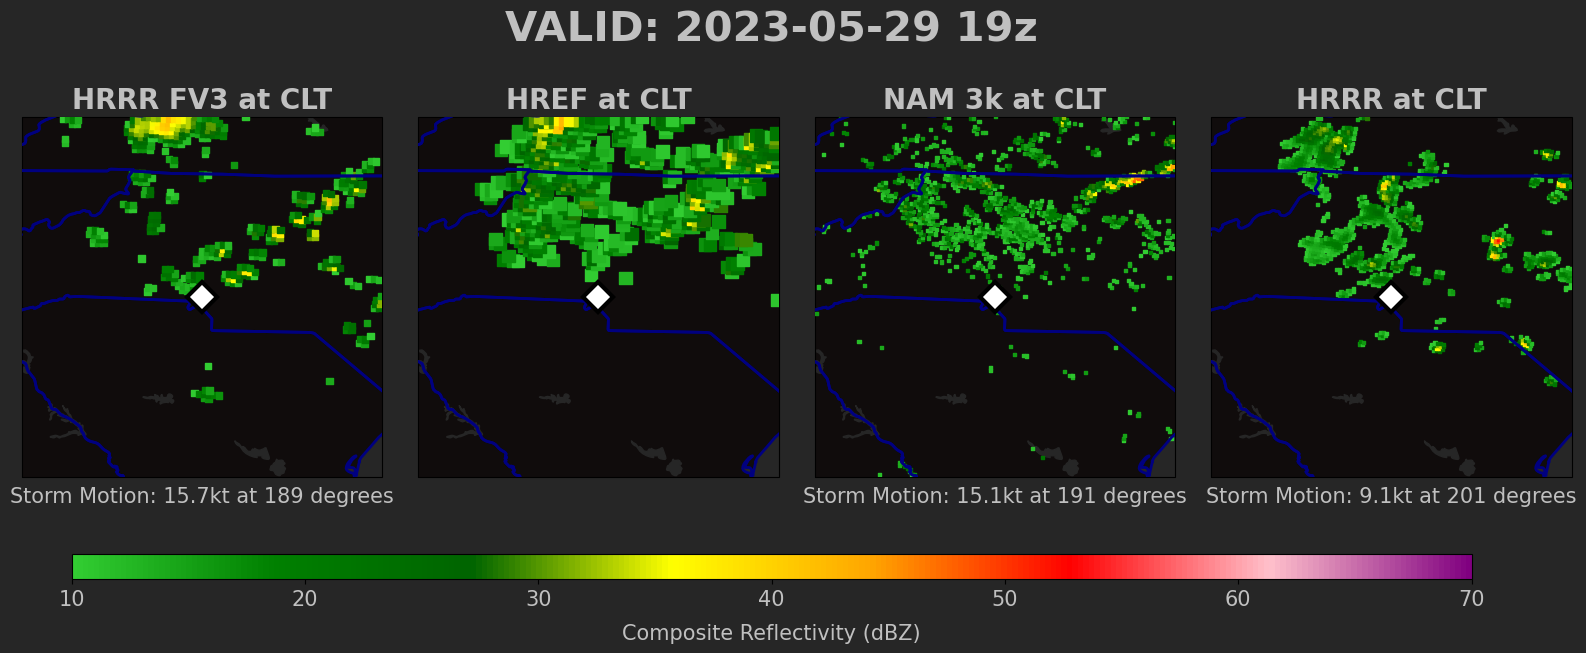 VALID: 2023-05-29 19z
HRRR FV3 at CLT
HREF at CLT
NAM 3k at CLT
HRRR at CLT
Storm Motion: 15.7kt at 189 degrees
Storm Motion: 15.1kt at 191 degrees
Storm Motion: 9.1kt at 201 degrees
10 20 30 40 50 60 70
Composite Reflectivity (dBZ)